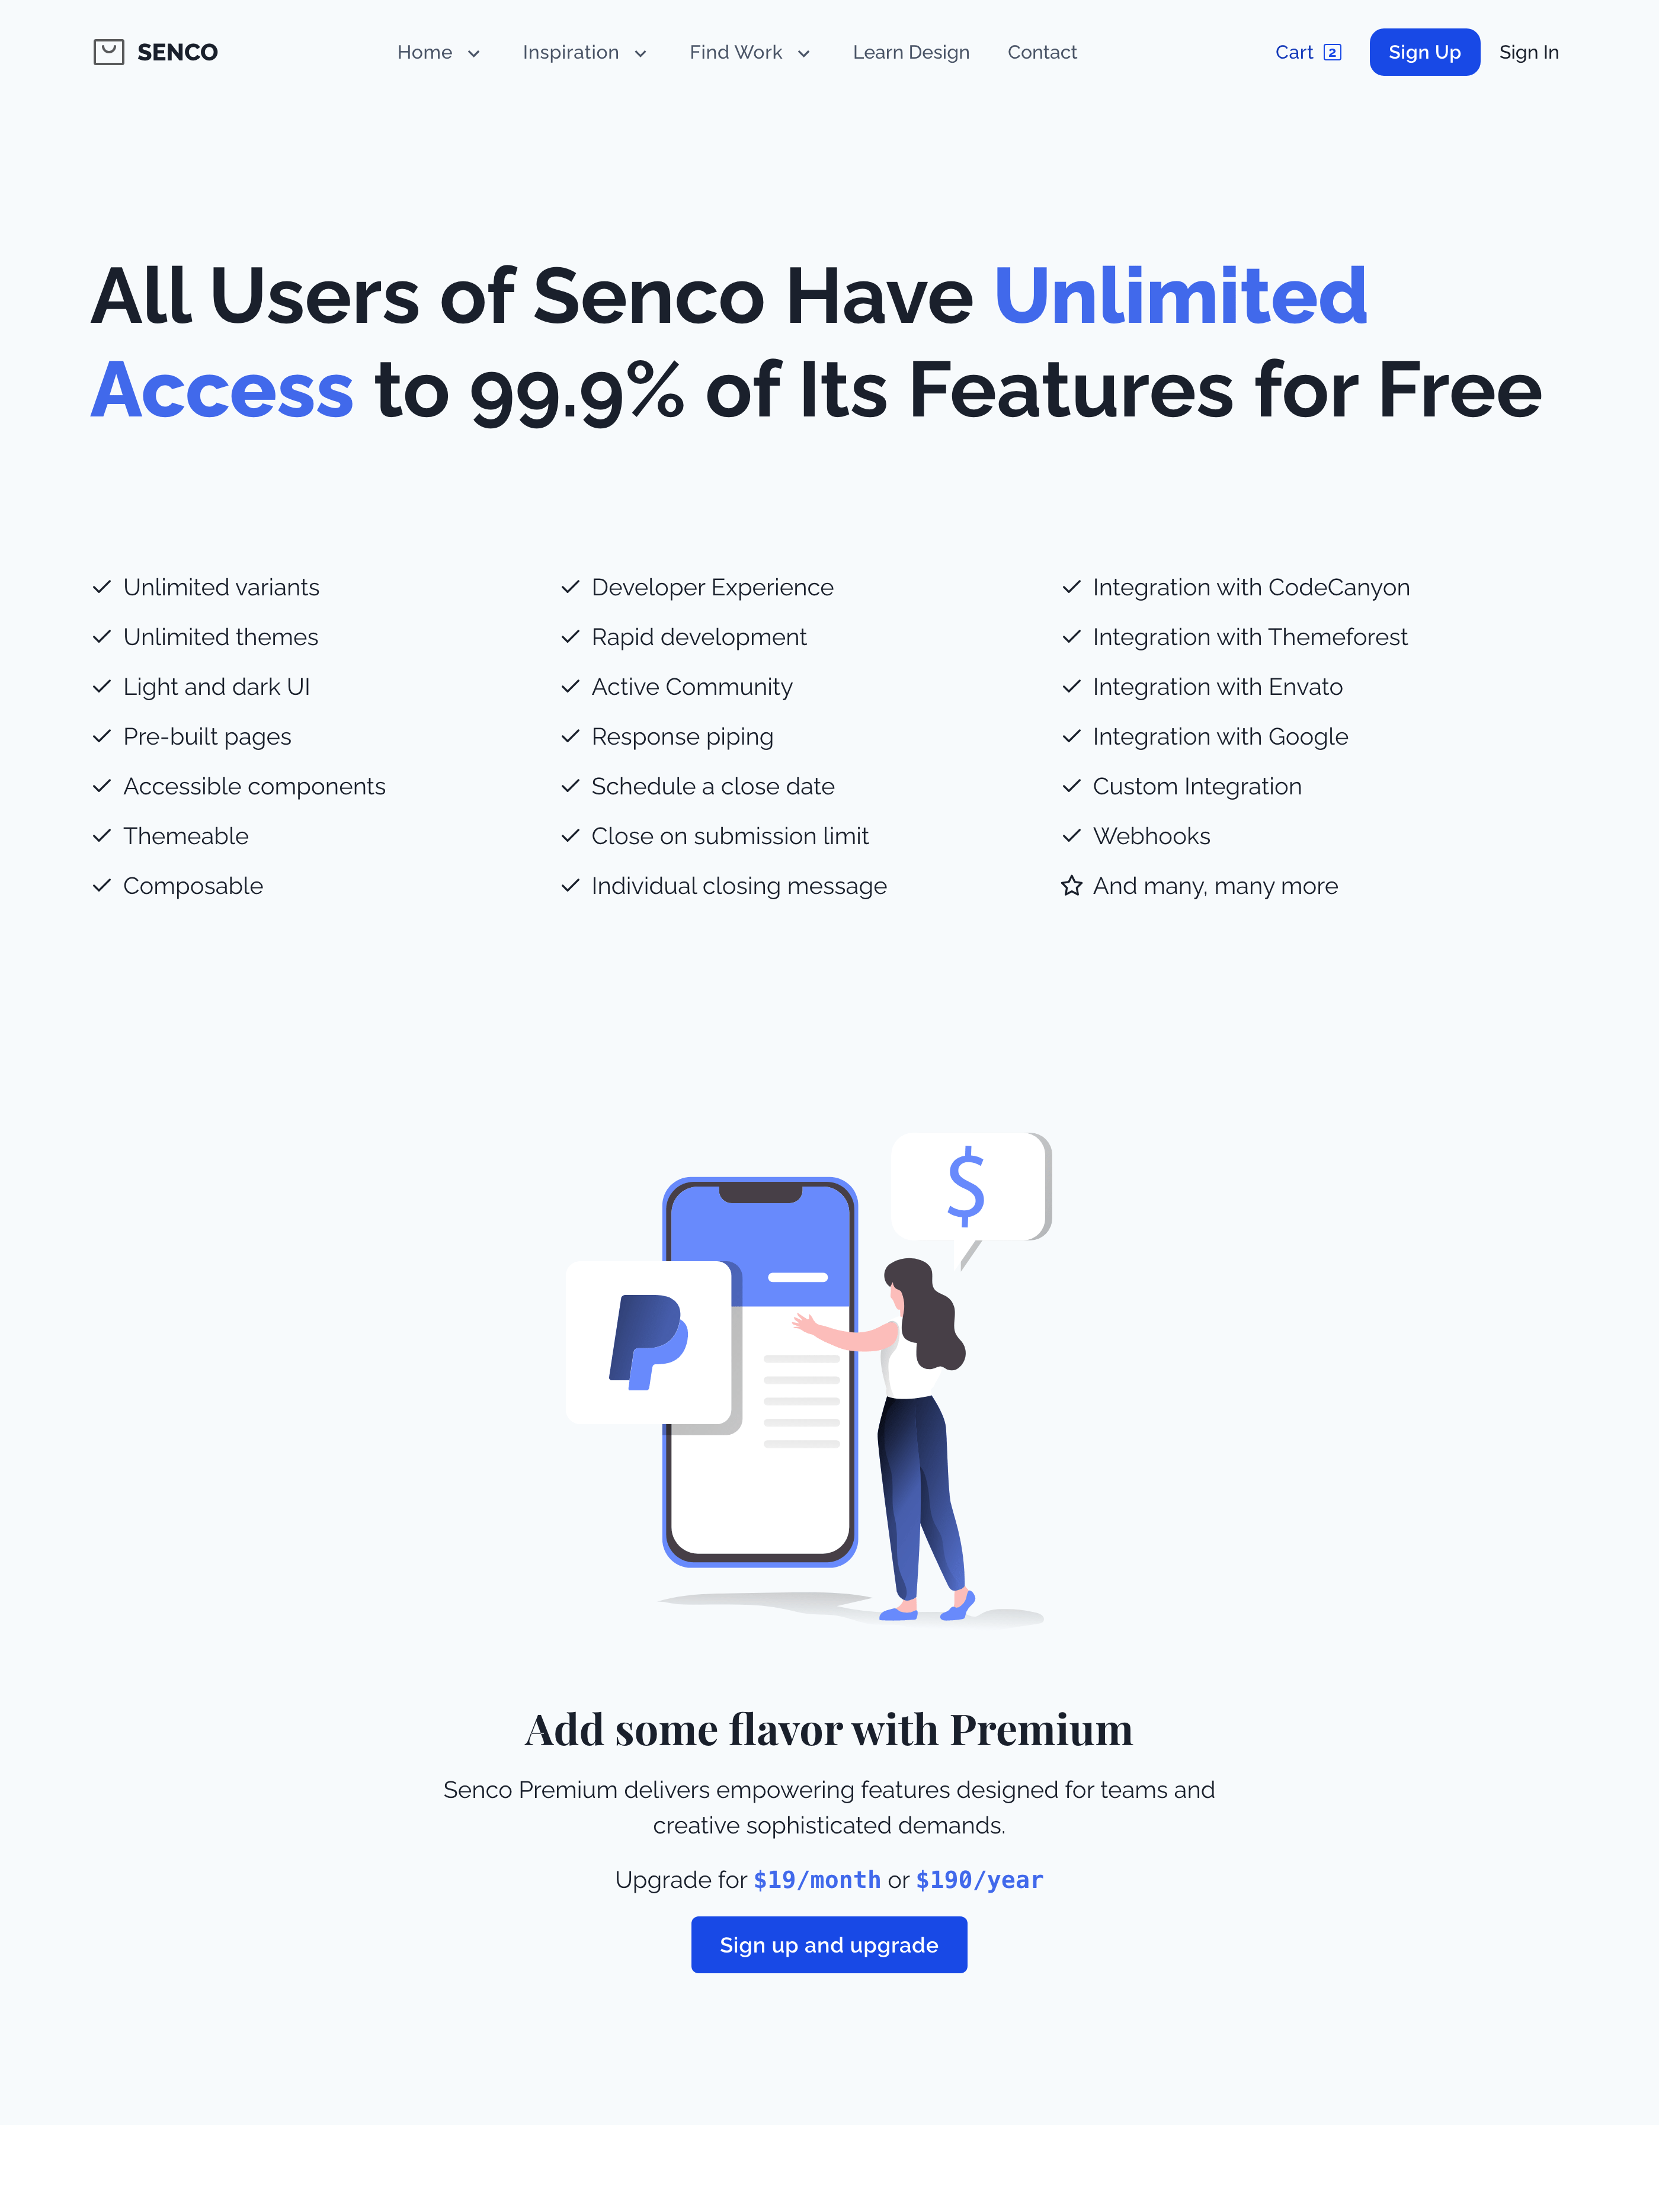 SENCO
Home
Inspiration
Find Work
Learn Design
Contact
Cart 2
Sign Up
Sign In
All Users of Senco Have Unlimited
Access to 99.9% of Its Features for Free
Unlimited variants
Unlimited themes
Light and dark UI
Pre-built pages
Accessible components
Themeable
Composable
Developer Experience
Rapid development
Active Community
Response piping
Schedule a close date
Close on submission limit
Individual closing message
Integration with CodeCanyon
Integration with Themeforest
Integration with Envato
Integration with Google
Custom Integration
Webhooks
And many, many more
$
Add some flavor with Premium
Senco Premium delivers empowering features designed for teams and
creative sophisticated demands.
Upgrade for $19/month or $190/year
Sign up and upgrade